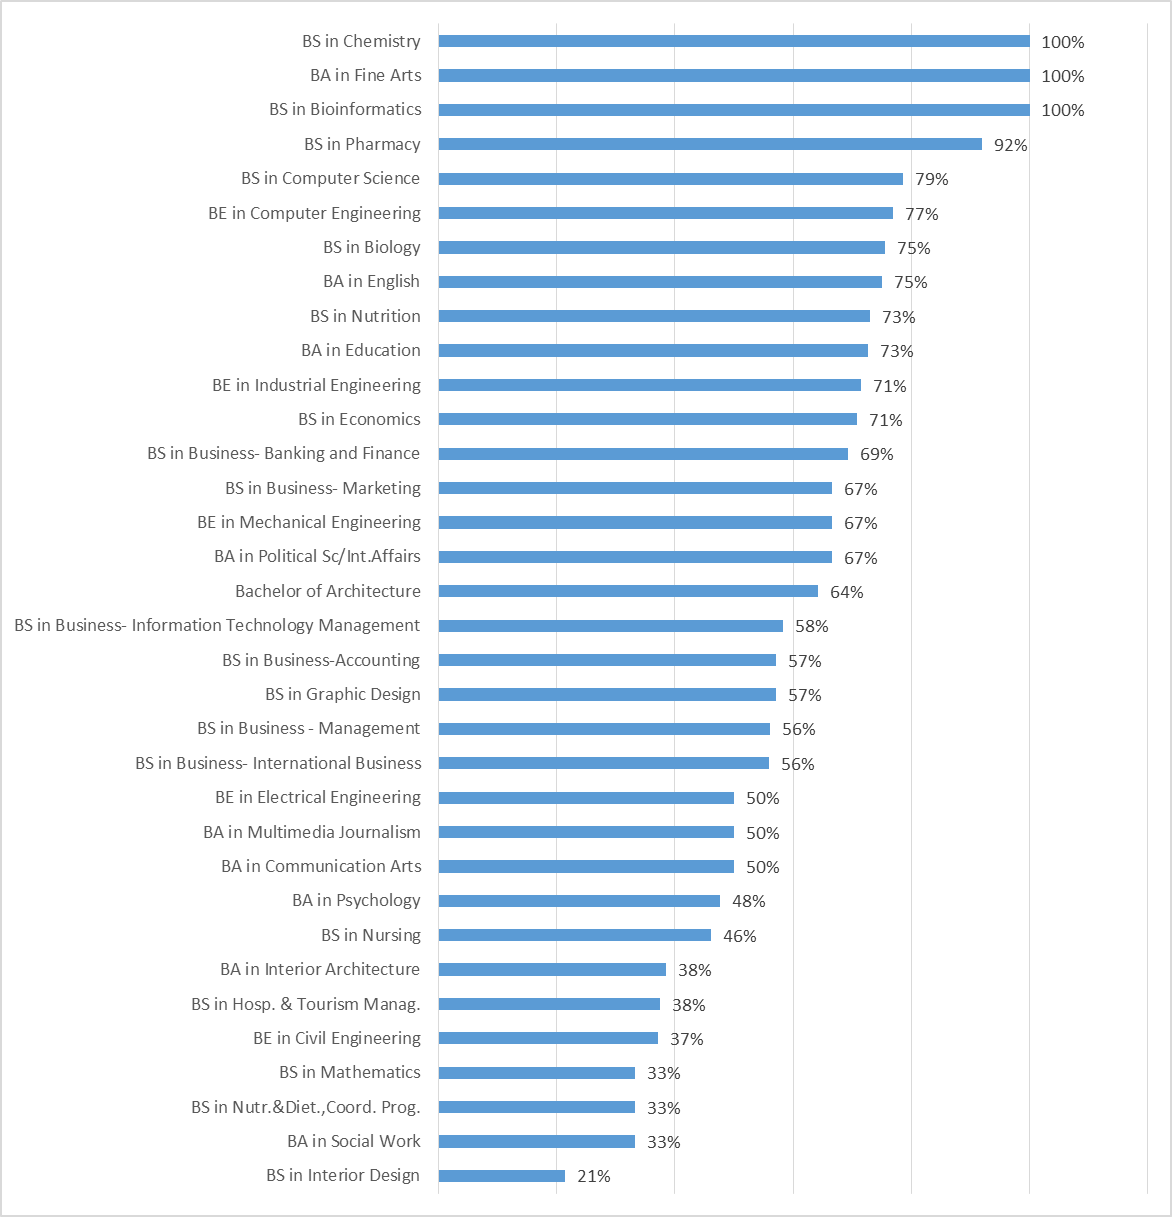 BS in Chemistry 100%
BA in Fine Arts 100%
BS in Bioinformatics 100%
BS in Pharmacy 92%
BS in Computer Science 79%
BE in Computer Engineering 77%
BS in Biology 75%
BA in English 75%
BS in Nutrition 73%
BA in Education 73%
BE in Industrial Engineering 71%
BS in Economics 71%
BS in Business- Banking and Finance 69%
BS in Business- Marketing 67%
BE in Mechanical Engineering 67%
BA in Political Sc/Int.Affairs 67%
Bachelor of Architecture 64%
BS in Business- Information Technology Management 58%
BS in Business-Accounting 57%
BS in Graphic Design 57%
BS in Business - Management 56%
BS in Business- International Business 56%
BE in Electrical Engineering 50%
BA in Multimedia Journalism 50%
BA in Communication Arts 50%
BA in Psychology 48%
BS in Nursing 46%
BA in Interior Architecture 38%
BS in Hosp. & Tourism Manag. 38%
BE in Civil Engineering 37%
BS in Mathematics 33%
BS in Nutr.&Diet.,Coord. Prog. 33%
BA in Social Work 33%
BS in Interior Design 21%